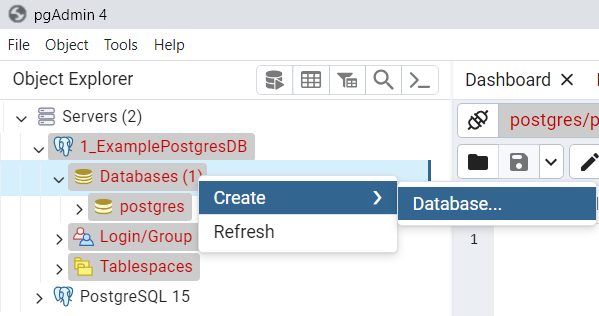 pgAdmin 4
File Object Tools Help
Object Explorer
Dashboard
Servers (2)
1_ExamplePostgresDB
postgres/p
Databases (1)
Create
Database...
postgres
Refresh
Login/Group
1
Tablespaces
PostgreSQL 15